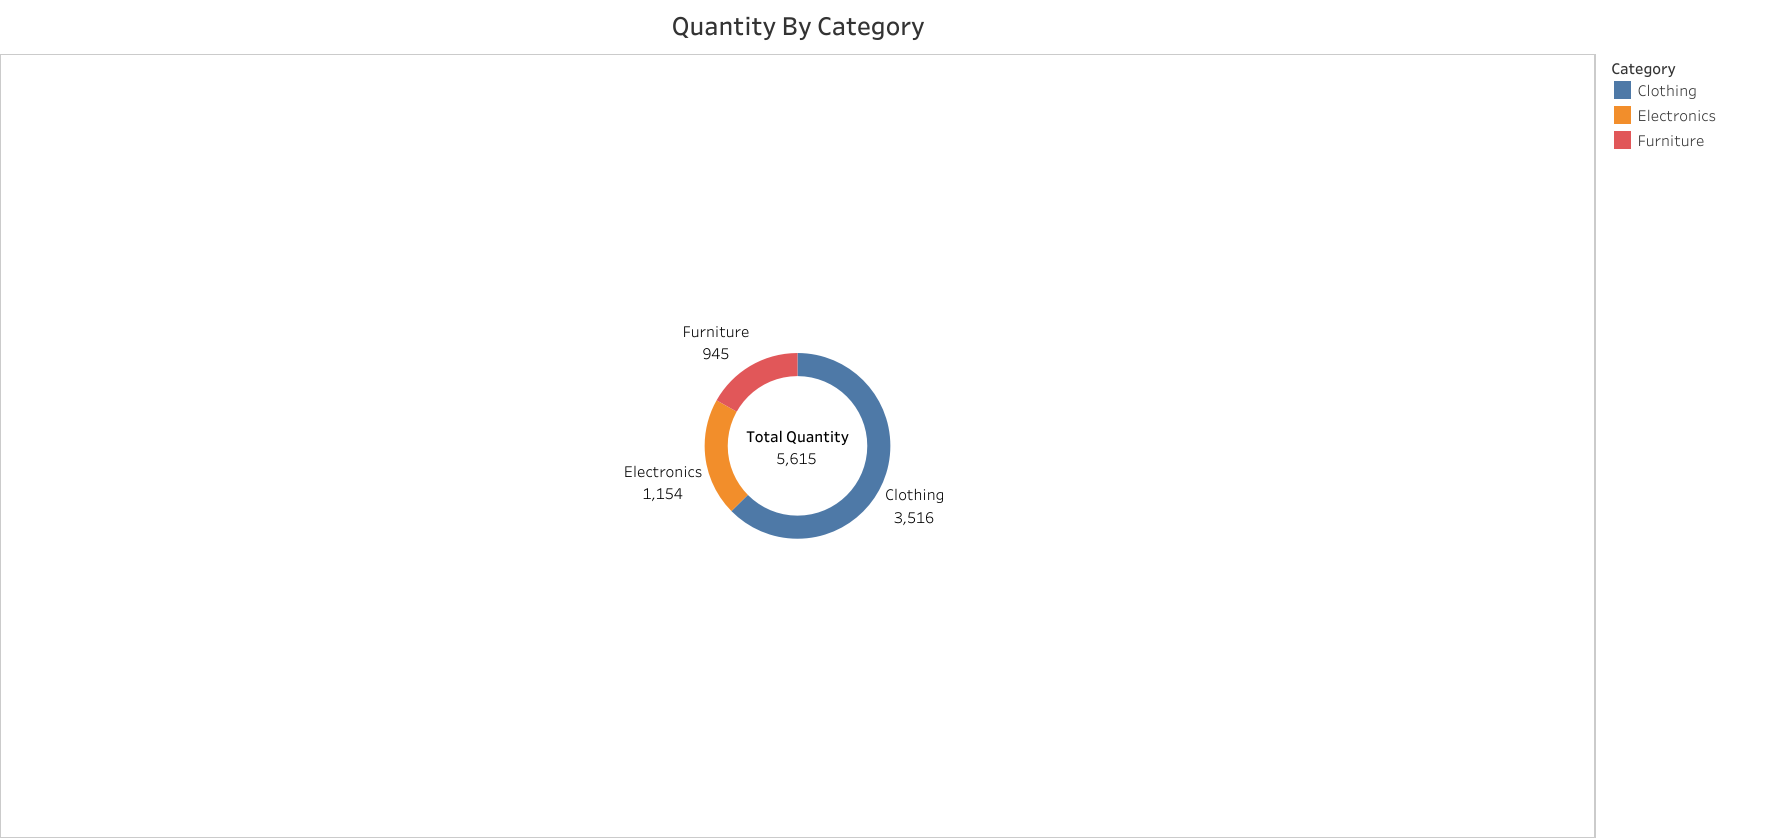 Quantity By Category
Category
Clothing
Electronics
Furniture
Furniture
945
Total Quantity
5,615
Electronics
1,154
Clothing
3,516